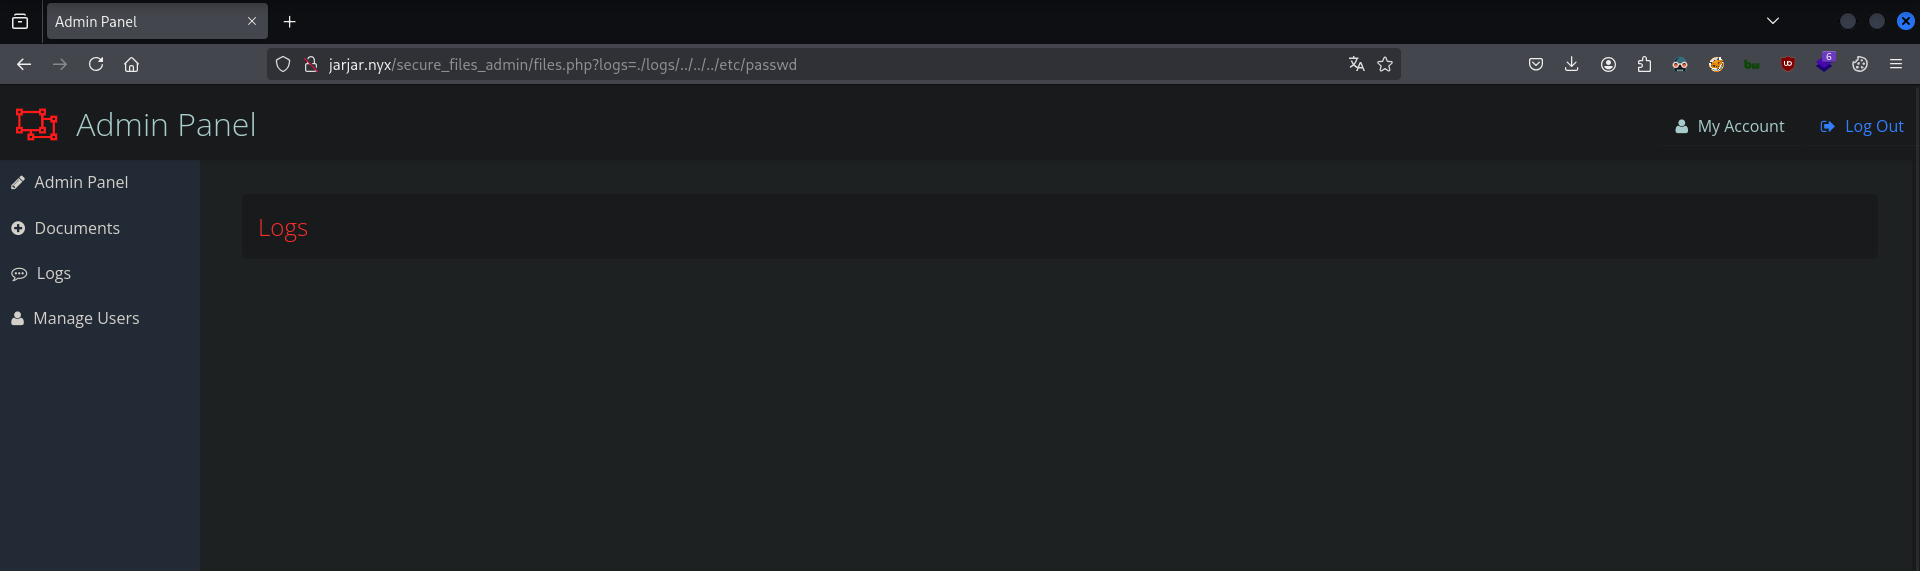 Admin Panel
jarjar.nyx/secure_files_admin/files.php?logs=./logs/../../../etc/passwd
6
Admin Panel
My Account
Log Out
Admin Panel
Documents
Logs
Manage Users
Logs